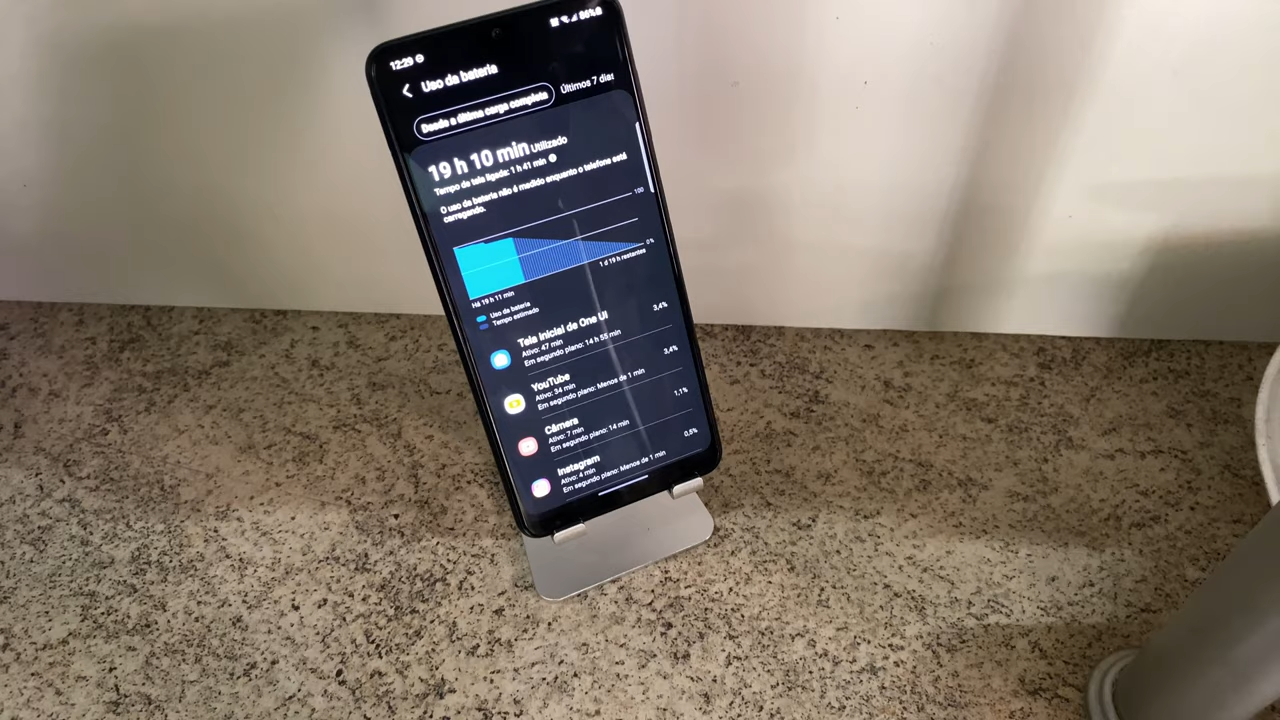 12:29
86%
Uso da bateria
Desde a última carga completa
Últimos 7 dias
19 h 10 min Utilizado
Tempo de tela ligada: 1 h 41 min
O uso da bateria não é medido enquanto o telefone está
carregando.
100
0%
1 d 19 h restantes
Há 19 h 11 min
Uso da bateria
Tempo estimado
Tela Inicial de One UI
3,4%
Ativo: 47 min
Em segundo plano: 14 h 55 min
YouTube
3,4%
Ativo: 34 min
Em segundo plano: Menos de 1 min
Câmera
1,1%
Ativo: 7 min
Em segundo plano: 14 min
Instagram
0,5%
Ativo: 4 min
Em segundo plano: Menos de 1 min